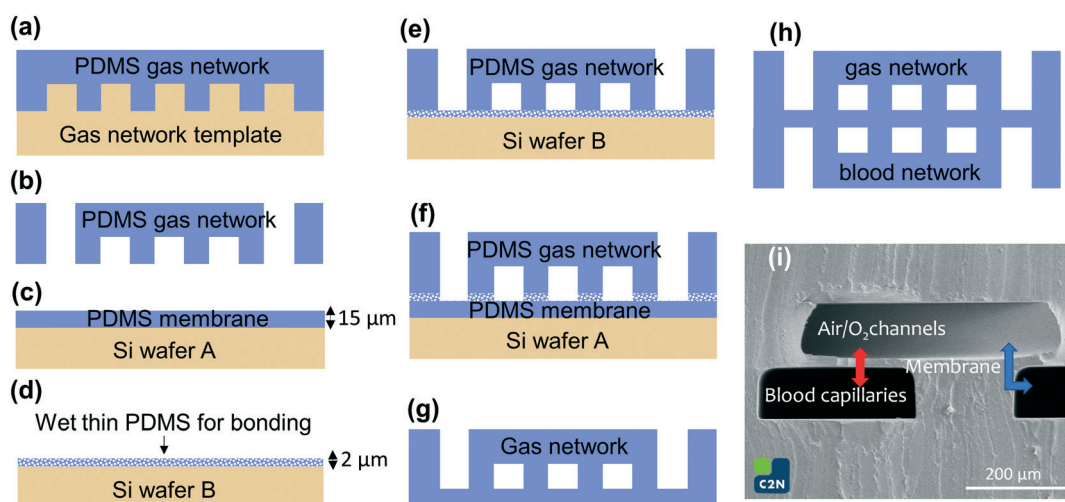 (a)
PDMS gas network
Gas network template
(b)
PDMS gas network
(c)
PDMS membrane
15 μm
Si wafer A
(d)
Wet thin PDMS for bonding
2 μm
Si wafer B
(e)
PDMS gas network
Si wafer B
(f)
PDMS gas network
PDMS membrane
Si wafer A
(g)
Gas network
(h)
gas network
blood network
(i)
Air/O₂channels
Membrane
Blood capillaries
C2N
200 μm